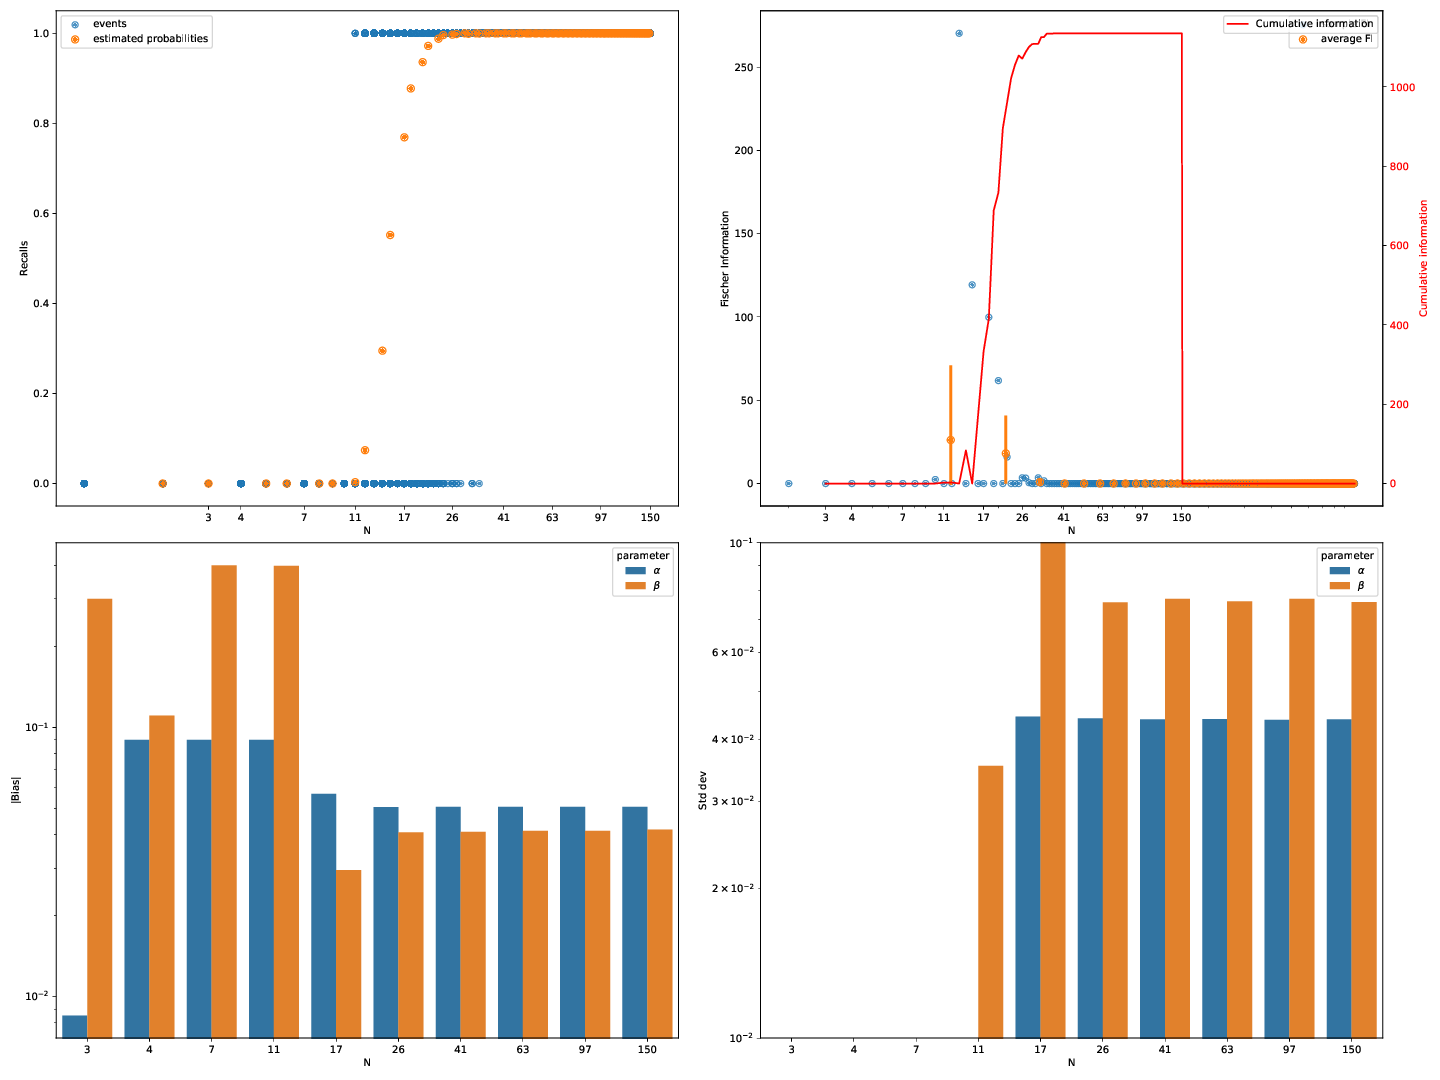 events
estimated probabilities
1.0
0.8
0.6
0.4
0.2
0.0
Recalls
3 4 7 11 17 26 41 63 97 150
N
Cumulative information
average FI
250
200
150
100
50
0
Fischer Information
1000
800
600
400
200
0
Cumulative information
3 4 7 11 17 26 41 63 97 150
N
parameter
α
β
10⁻¹
10⁻²
|Bias|
3 4 7 11 17 26 41 63 97 150
N
parameter
α
β
10⁻¹
6 × 10⁻²
4 × 10⁻²
3 × 10⁻²
2 × 10⁻²
10⁻²
Std dev
3 4 7 11 17 26 41 63 97 150
N